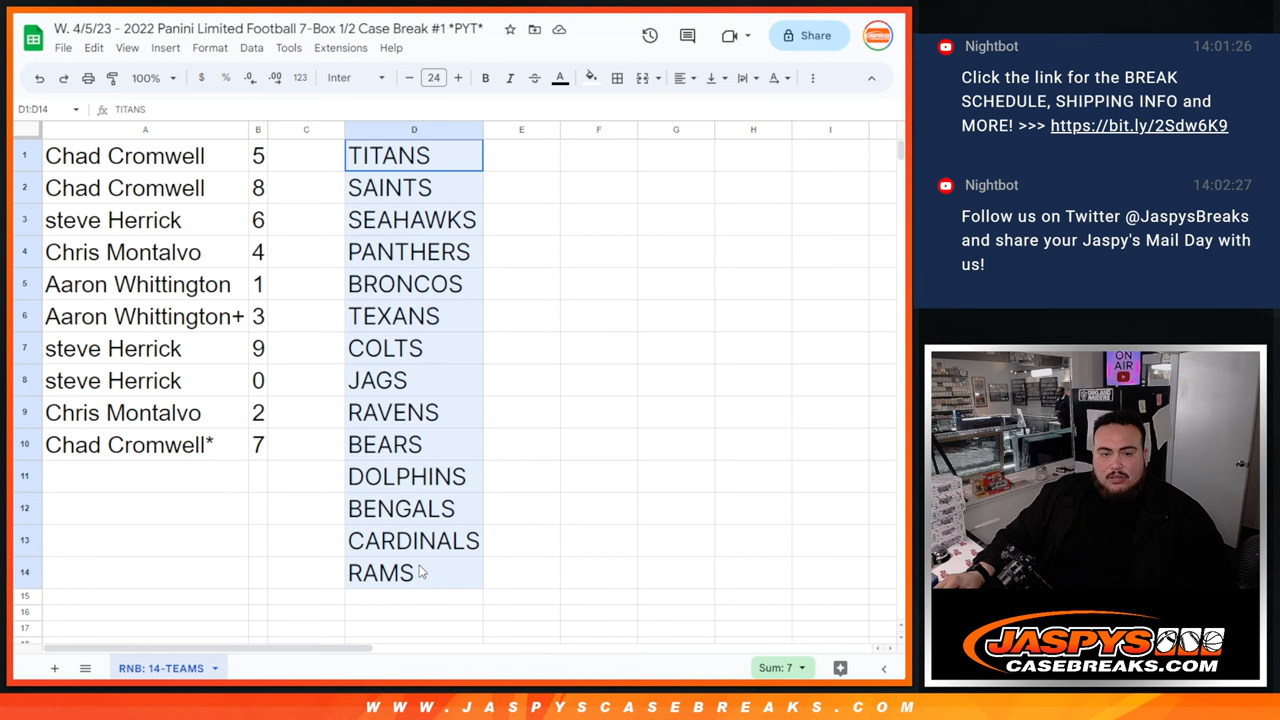 W. 4/5/23 - 2022 Panini Limited Football 7-Box 1/2 Case Break #1 *PYT*
File Edit View Insert Format Data Tools Extensions Help
Share
100% $ % .0 .00 123 Inter 24 B I A
D1:D14 fx TITANS
A B C D E F G H I
1 Chad Cromwell 5 TITANS
2 Chad Cromwell 8 SAINTS
3 steve Herrick 6 SEAHAWKS
4 Chris Montalvo 4 PANTHERS
5 Aaron Whittington 1 BRONCOS
6 Aaron Whittington+ 3 TEXANS
7 steve Herrick 9 COLTS
8 steve Herrick 0 JAGS
9 Chris Montalvo 2 RAVENS
10 Chad Cromwell* 7 BEARS
11 DOLPHINS
12 BENGALS
13 CARDINALS
14 RAMS
15
16
17
RNB: 14-TEAMS
Sum: 7
Nightbot 14:01:26
Click the link for the BREAK
SCHEDULE, SHIPPING INFO and
MORE! >>> https://bit.ly/2Sdw6K9
Nightbot 14:02:27
Follow us on Twitter @JaspysBreaks
and share your Jaspy's Mail Day with
us!
ON
AIR
JASPYS
CASEBREAKS.COM
WWW.JASPYSCASEBREAKS.COM